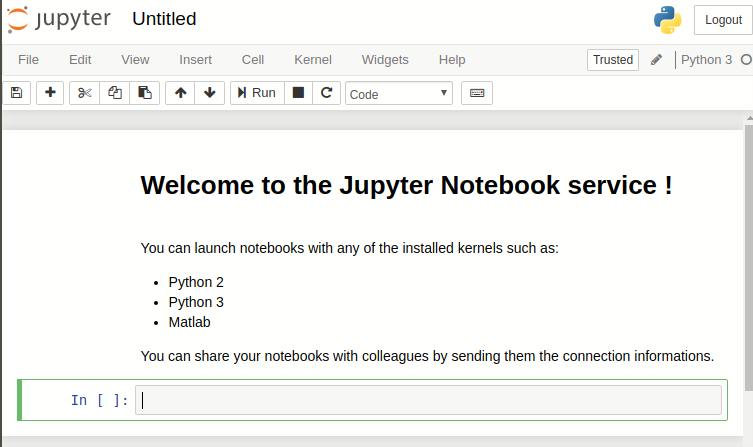 jupyter Untitled Logout
File Edit View Insert Cell Kernel Widgets Help Trusted Python 3
Run Code
Welcome to the Jupyter Notebook service !
You can launch notebooks with any of the installed kernels such as:
• Python 2
• Python 3
• Matlab
You can share your notebooks with colleagues by sending them the connection informations.
In [ ]: